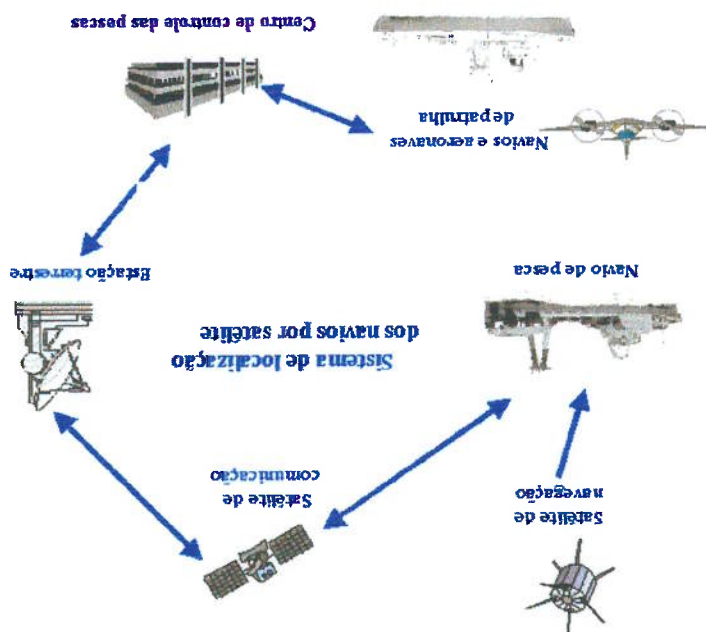 Satélite de
navegação
Satélite de
comunicação
Sistema de localização
dos navios por satélite
Navio de pesca
Estação terrestre
Navios e aeronaves
de patrulha
Centro de controle das pescas